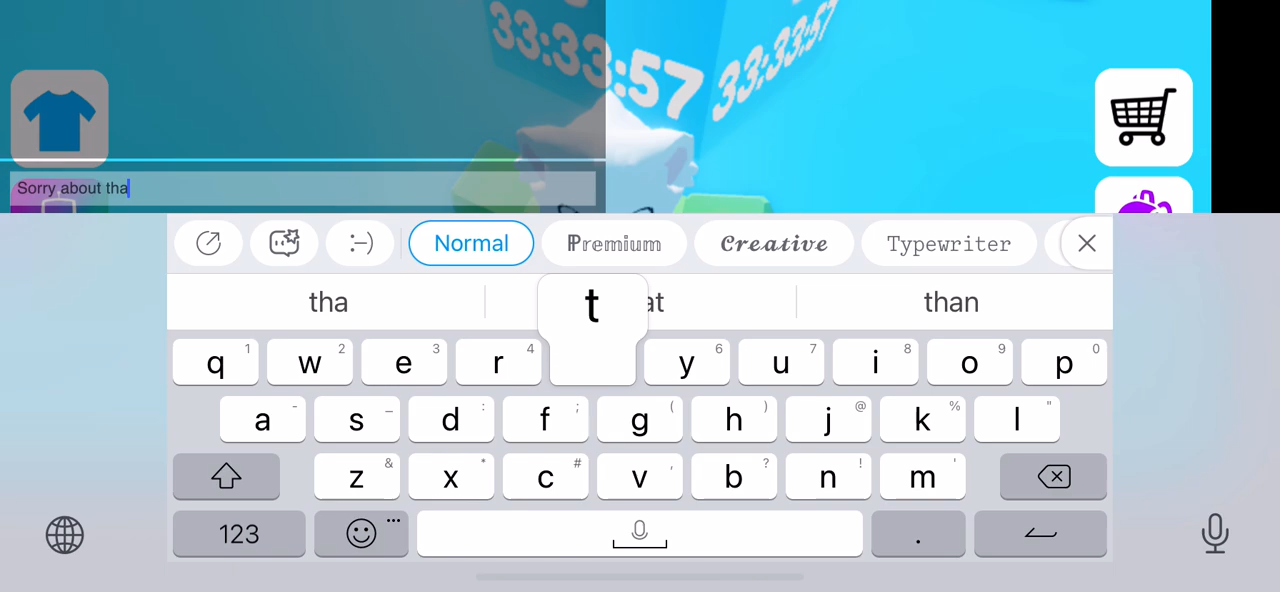 33:33
:57
33:33:57
Sorry about tha
:-)
Normal
Premium
Creative
Typewriter
tha
t
at
than
q 1 w 2 e 3 r 4 y 6 u 7 i 8 o 9 p 0
a - s _ d : f ; g ( h ) j @ k % l "
z & x * c # v , b ? n ! m '
123
.